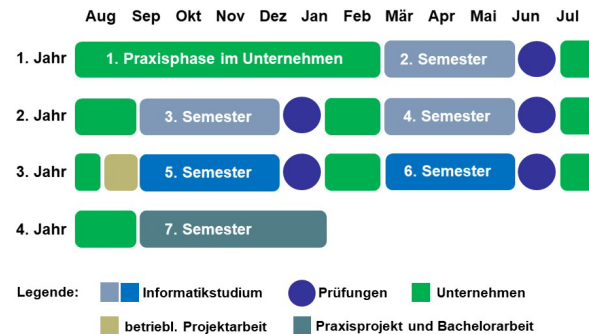 Aug Sep Okt Nov Dez Jan Feb Mär Apr Mai Jun Jul
1. Jahr 1. Praxisphase im Unternehmen 2. Semester
2. Jahr 3. Semester 4. Semester
3. Jahr 5. Semester 6. Semester
4. Jahr 7. Semester
Legende: Informatikstudium Prüfungen Unternehmen
betriebl. Projektarbeit Praxisprojekt und Bachelorarbeit